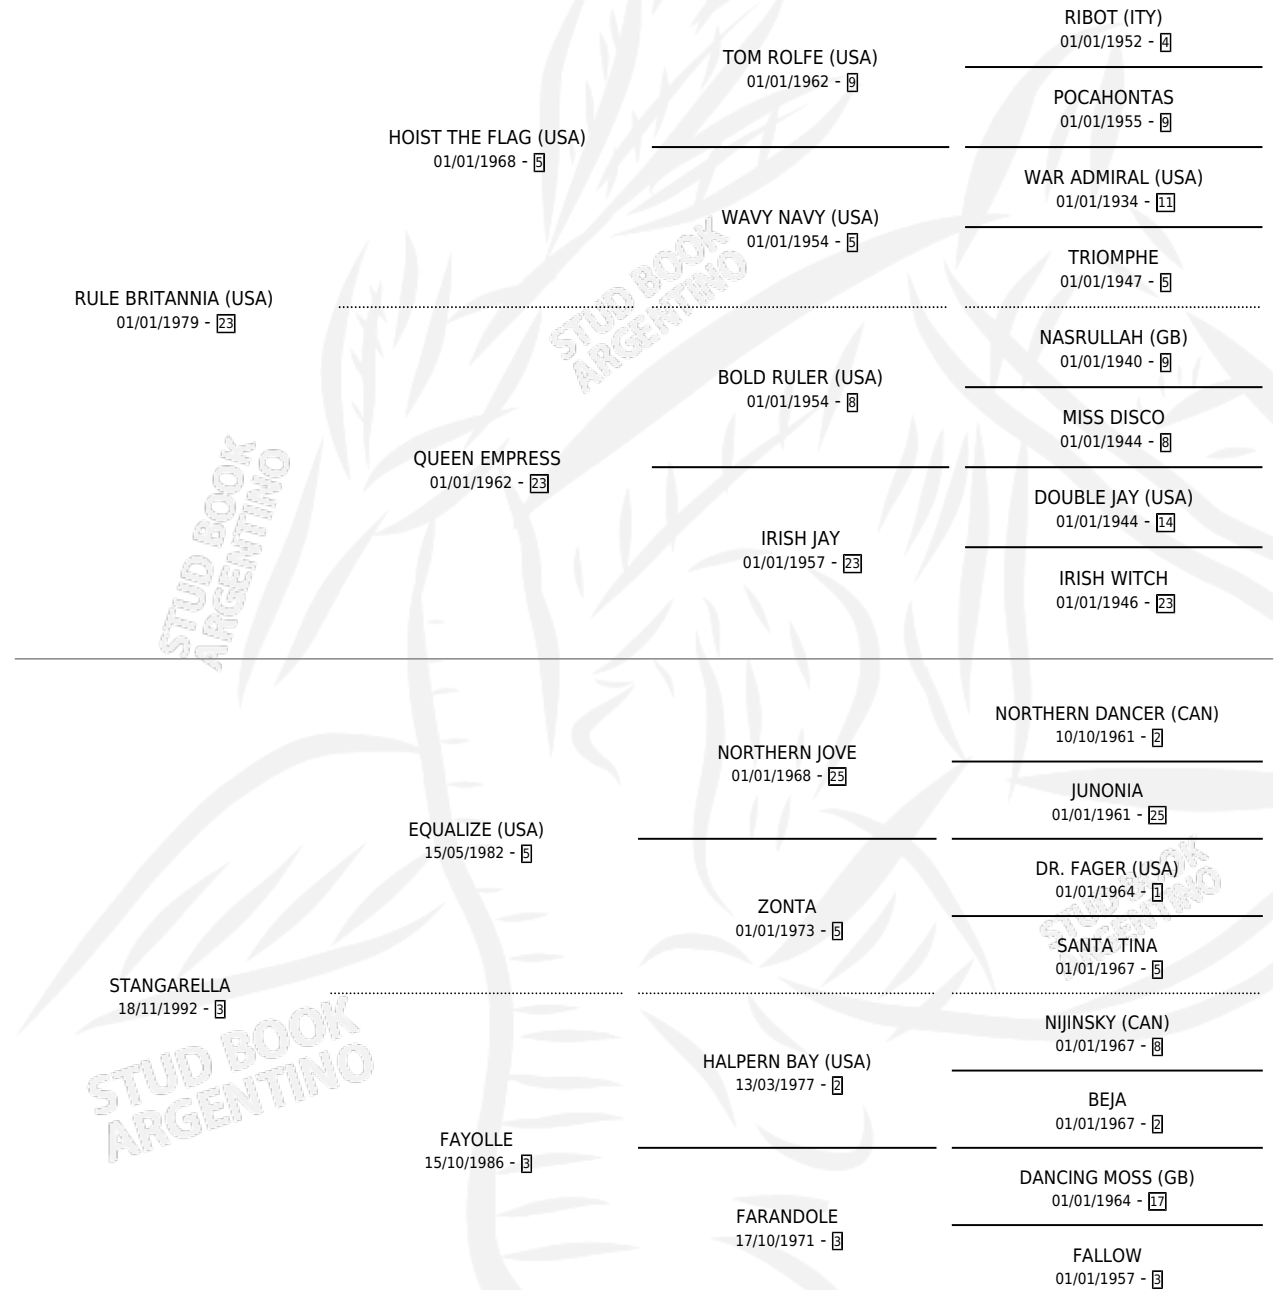 RIBOT (ITY)
01/01/1952 - 4
TOM ROLFE (USA)
01/01/1962 - 9
POCAHONTAS
01/01/1955 - 9
HOIST THE FLAG (USA)
01/01/1968 - 5
WAR ADMIRAL (USA)
01/01/1934 - 11
WAVY NAVY (USA)
01/01/1954 - 5
TRIOMPHE
01/01/1947 - 5
RULE BRITANNIA (USA)
01/01/1979 - 23
NASRULLAH (GB)
01/01/1940 - 9
BOLD RULER (USA)
01/01/1954 - 8
MISS DISCO
01/01/1944 - 8
QUEEN EMPRESS
01/01/1962 - 23
DOUBLE JAY (USA)
01/01/1944 - 14
IRISH JAY
01/01/1957 - 23
IRISH WITCH
01/01/1946 - 23
STUD BOOK
ARGENTINO
STUD BOOK
ARGENTINO
NORTHERN DANCER (CAN)
10/10/1961 - 2
NORTHERN JOVE
01/01/1968 - 25
JUNONIA
01/01/1961 - 25
EQUALIZE (USA)
15/05/1982 - 5
DR. FAGER (USA)
01/01/1964 - 1
ZONTA
01/01/1973 - 5
SANTA TINA
01/01/1967 - 5
STANGARELLA
18/11/1992 - 3
NIJINSKY (CAN)
01/01/1967 - 8
HALPERN BAY (USA)
13/03/1977 - 2
BEJA
01/01/1967 - 2
FAYOLLE
15/10/1986 - 3
DANCING MOSS (GB)
01/01/1964 - 17
FARANDOLE
17/10/1971 - 3
FALLOW
01/01/1957 - 3
STUD BOOK
ARGENTINO
STUD BOOK
ARGENTINO